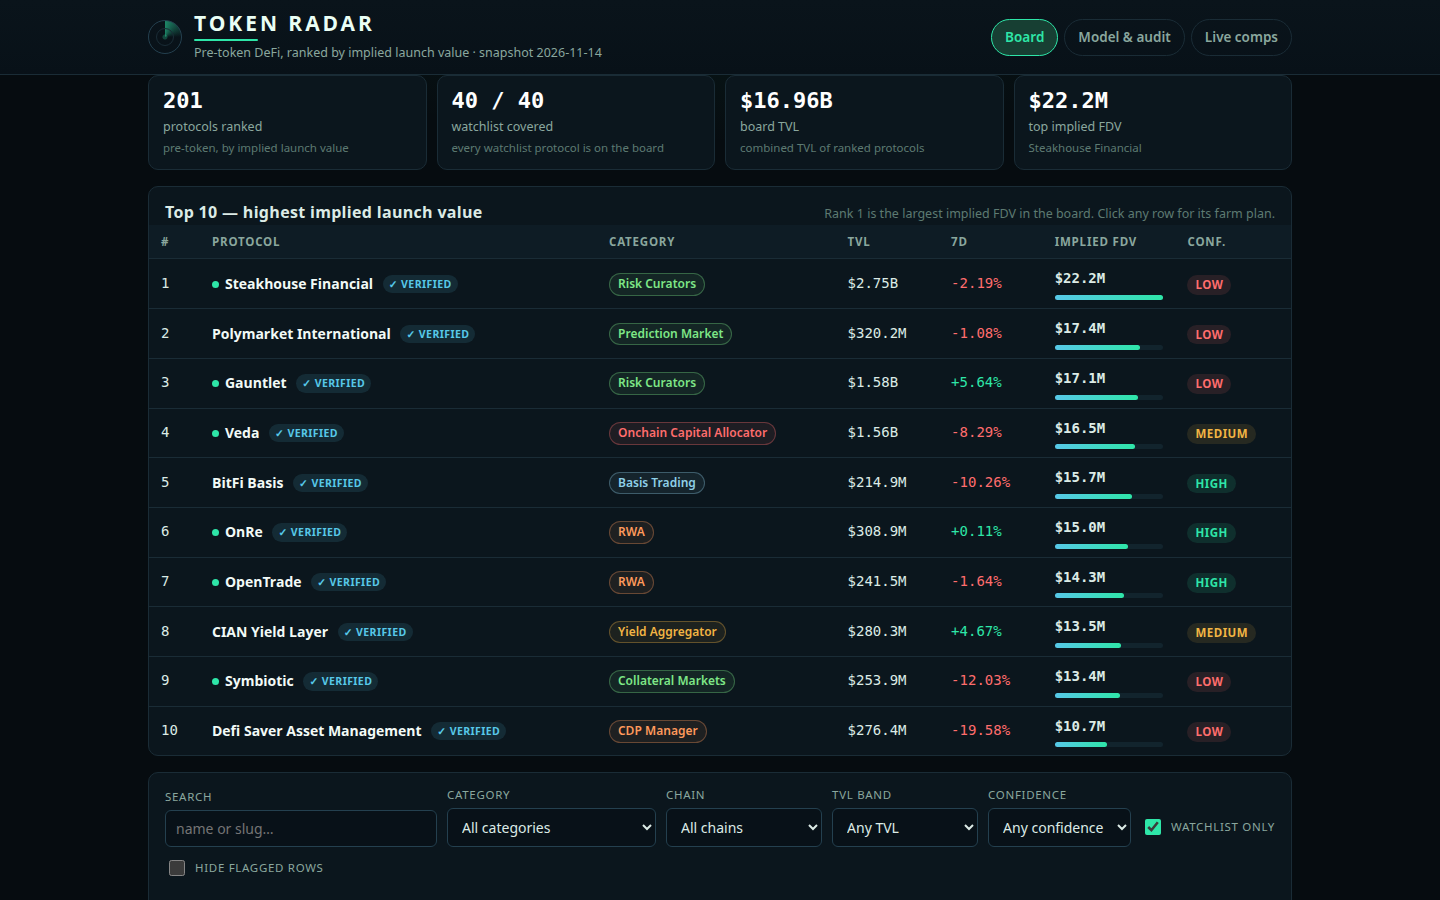 TOKEN RADAR
Pre-token DeFi, ranked by implied launch value · snapshot 2026-11-14
Board Model & audit Live comps
201 40 / 40 $16.96B $22.2M
protocols ranked watchlist covered board TVL top implied FDV
pre-token, by implied launch value every watchlist protocol is on the board combined TVL of ranked protocols Steakhouse Financial
Top 10 — highest implied launch value Rank 1 is the largest implied FDV in the board. Click any row for its farm plan.
# PROTOCOL CATEGORY TVL 7D IMPLIED FDV CONF.
1 Steakhouse Financial ✓ VERIFIED Risk Curators $2.75B -2.19% $22.2M LOW
2 Polymarket International ✓ VERIFIED Prediction Market $320.2M -1.08% $17.4M LOW
3 Gauntlet ✓ VERIFIED Risk Curators $1.58B +5.64% $17.1M LOW
4 Veda ✓ VERIFIED Onchain Capital Allocator $1.56B -8.29% $16.5M MEDIUM
5 BitFi Basis ✓ VERIFIED Basis Trading $214.9M -10.26% $15.7M HIGH
6 OnRe ✓ VERIFIED RWA $308.9M +0.11% $15.0M HIGH
7 OpenTrade ✓ VERIFIED RWA $241.5M -1.64% $14.3M HIGH
8 CIAN Yield Layer ✓ VERIFIED Yield Aggregator $280.3M +4.67% $13.5M MEDIUM
9 Symbiotic ✓ VERIFIED Collateral Markets $253.9M -12.03% $13.4M LOW
10 Defi Saver Asset Management ✓ VERIFIED CDP Manager $276.4M -19.58% $10.7M LOW
SEARCH CATEGORY CHAIN TVL BAND CONFIDENCE
name or slug... All categories All chains Any TVL Any confidence WATCHLIST ONLY
HIDE FLAGGED ROWS